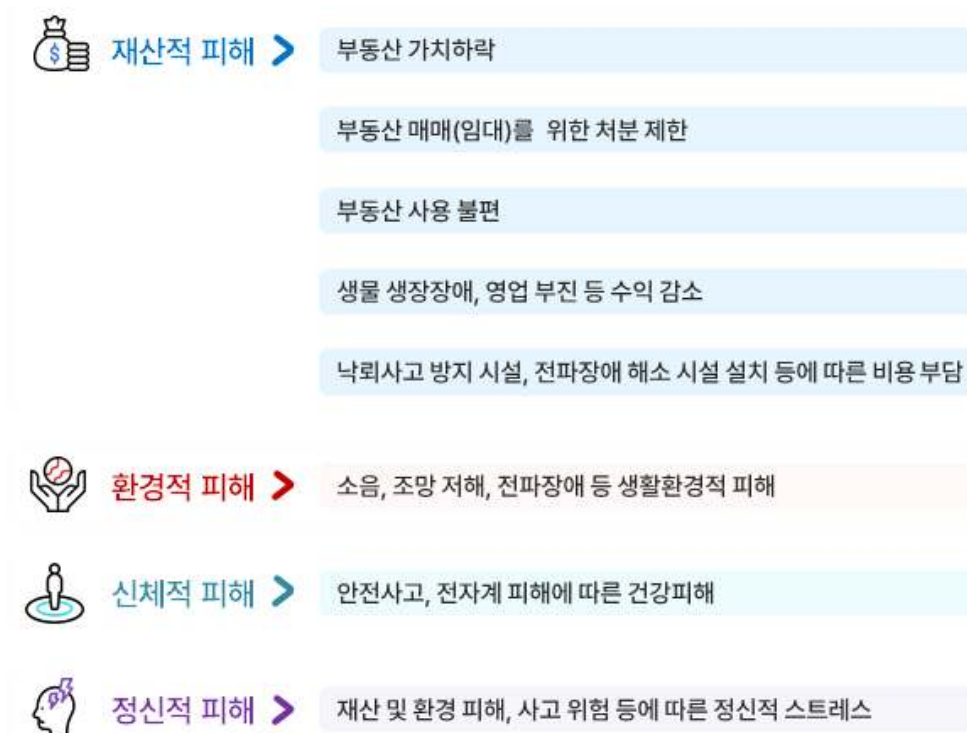 재산적 피해
부동산 가치하락
부동산 매매(임대)를 위한 처분 제한
부동산 사용 불편
생물 생장장애, 영업 부진 등 수익 감소
낙뢰사고 방지 시설, 전파장애 해소 시설 설치 등에 따른 비용 부담
환경적 피해
소음, 조망 저해, 전파장애 등 생활환경적 피해
신체적 피해
안전사고, 전자계 피해에 따른 건강피해
정신적 피해
재산 및 환경 피해, 사고 위험 등에 따른 정신적 스트레스